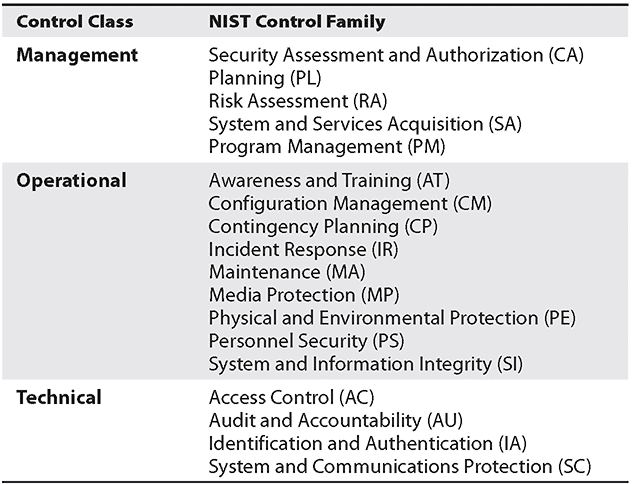 Control Class NIST Control Family
Management Security Assessment and Authorization (CA)
Planning (PL)
Risk Assessment (RA)
System and Services Acquisition (SA)
Program Management (PM)
Operational Awareness and Training (AT)
Configuration Management (CM)
Contingency Planning (CP)
Incident Response (IR)
Maintenance (MA)
Media Protection (MP)
Physical and Environmental Protection (PE)
Personnel Security (PS)
System and Information Integrity (SI)
Technical Access Control (AC)
Audit and Accountability (AU)
Identification and Authentication (IA)
System and Communications Protection (SC)